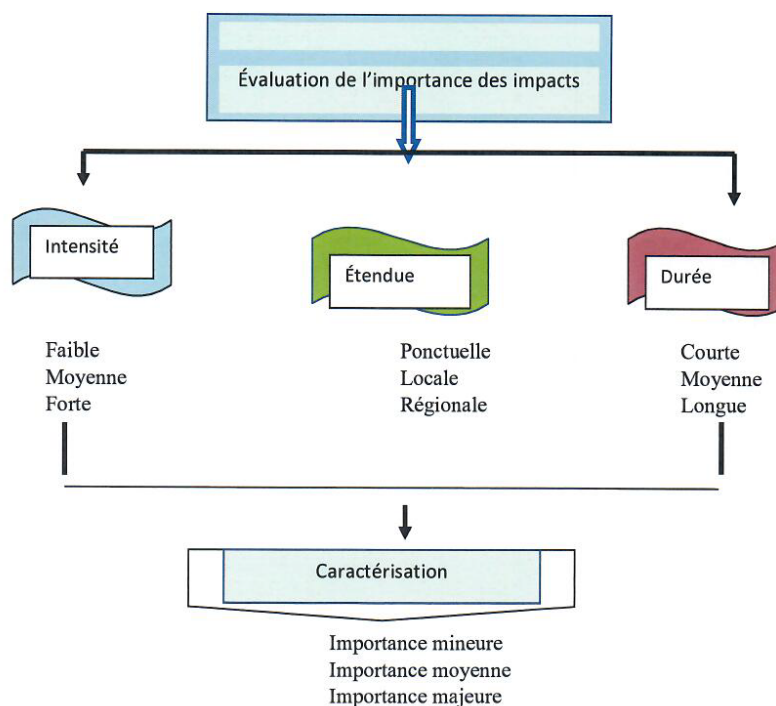 Évaluation de l'importance des impacts
Intensité
Étendue
Durée
Faible
Moyenne
Forte
Ponctuelle
Locale
Régionale
Courte
Moyenne
Longue
Caractérisation
Importance mineure
Importance moyenne
Importance majeure